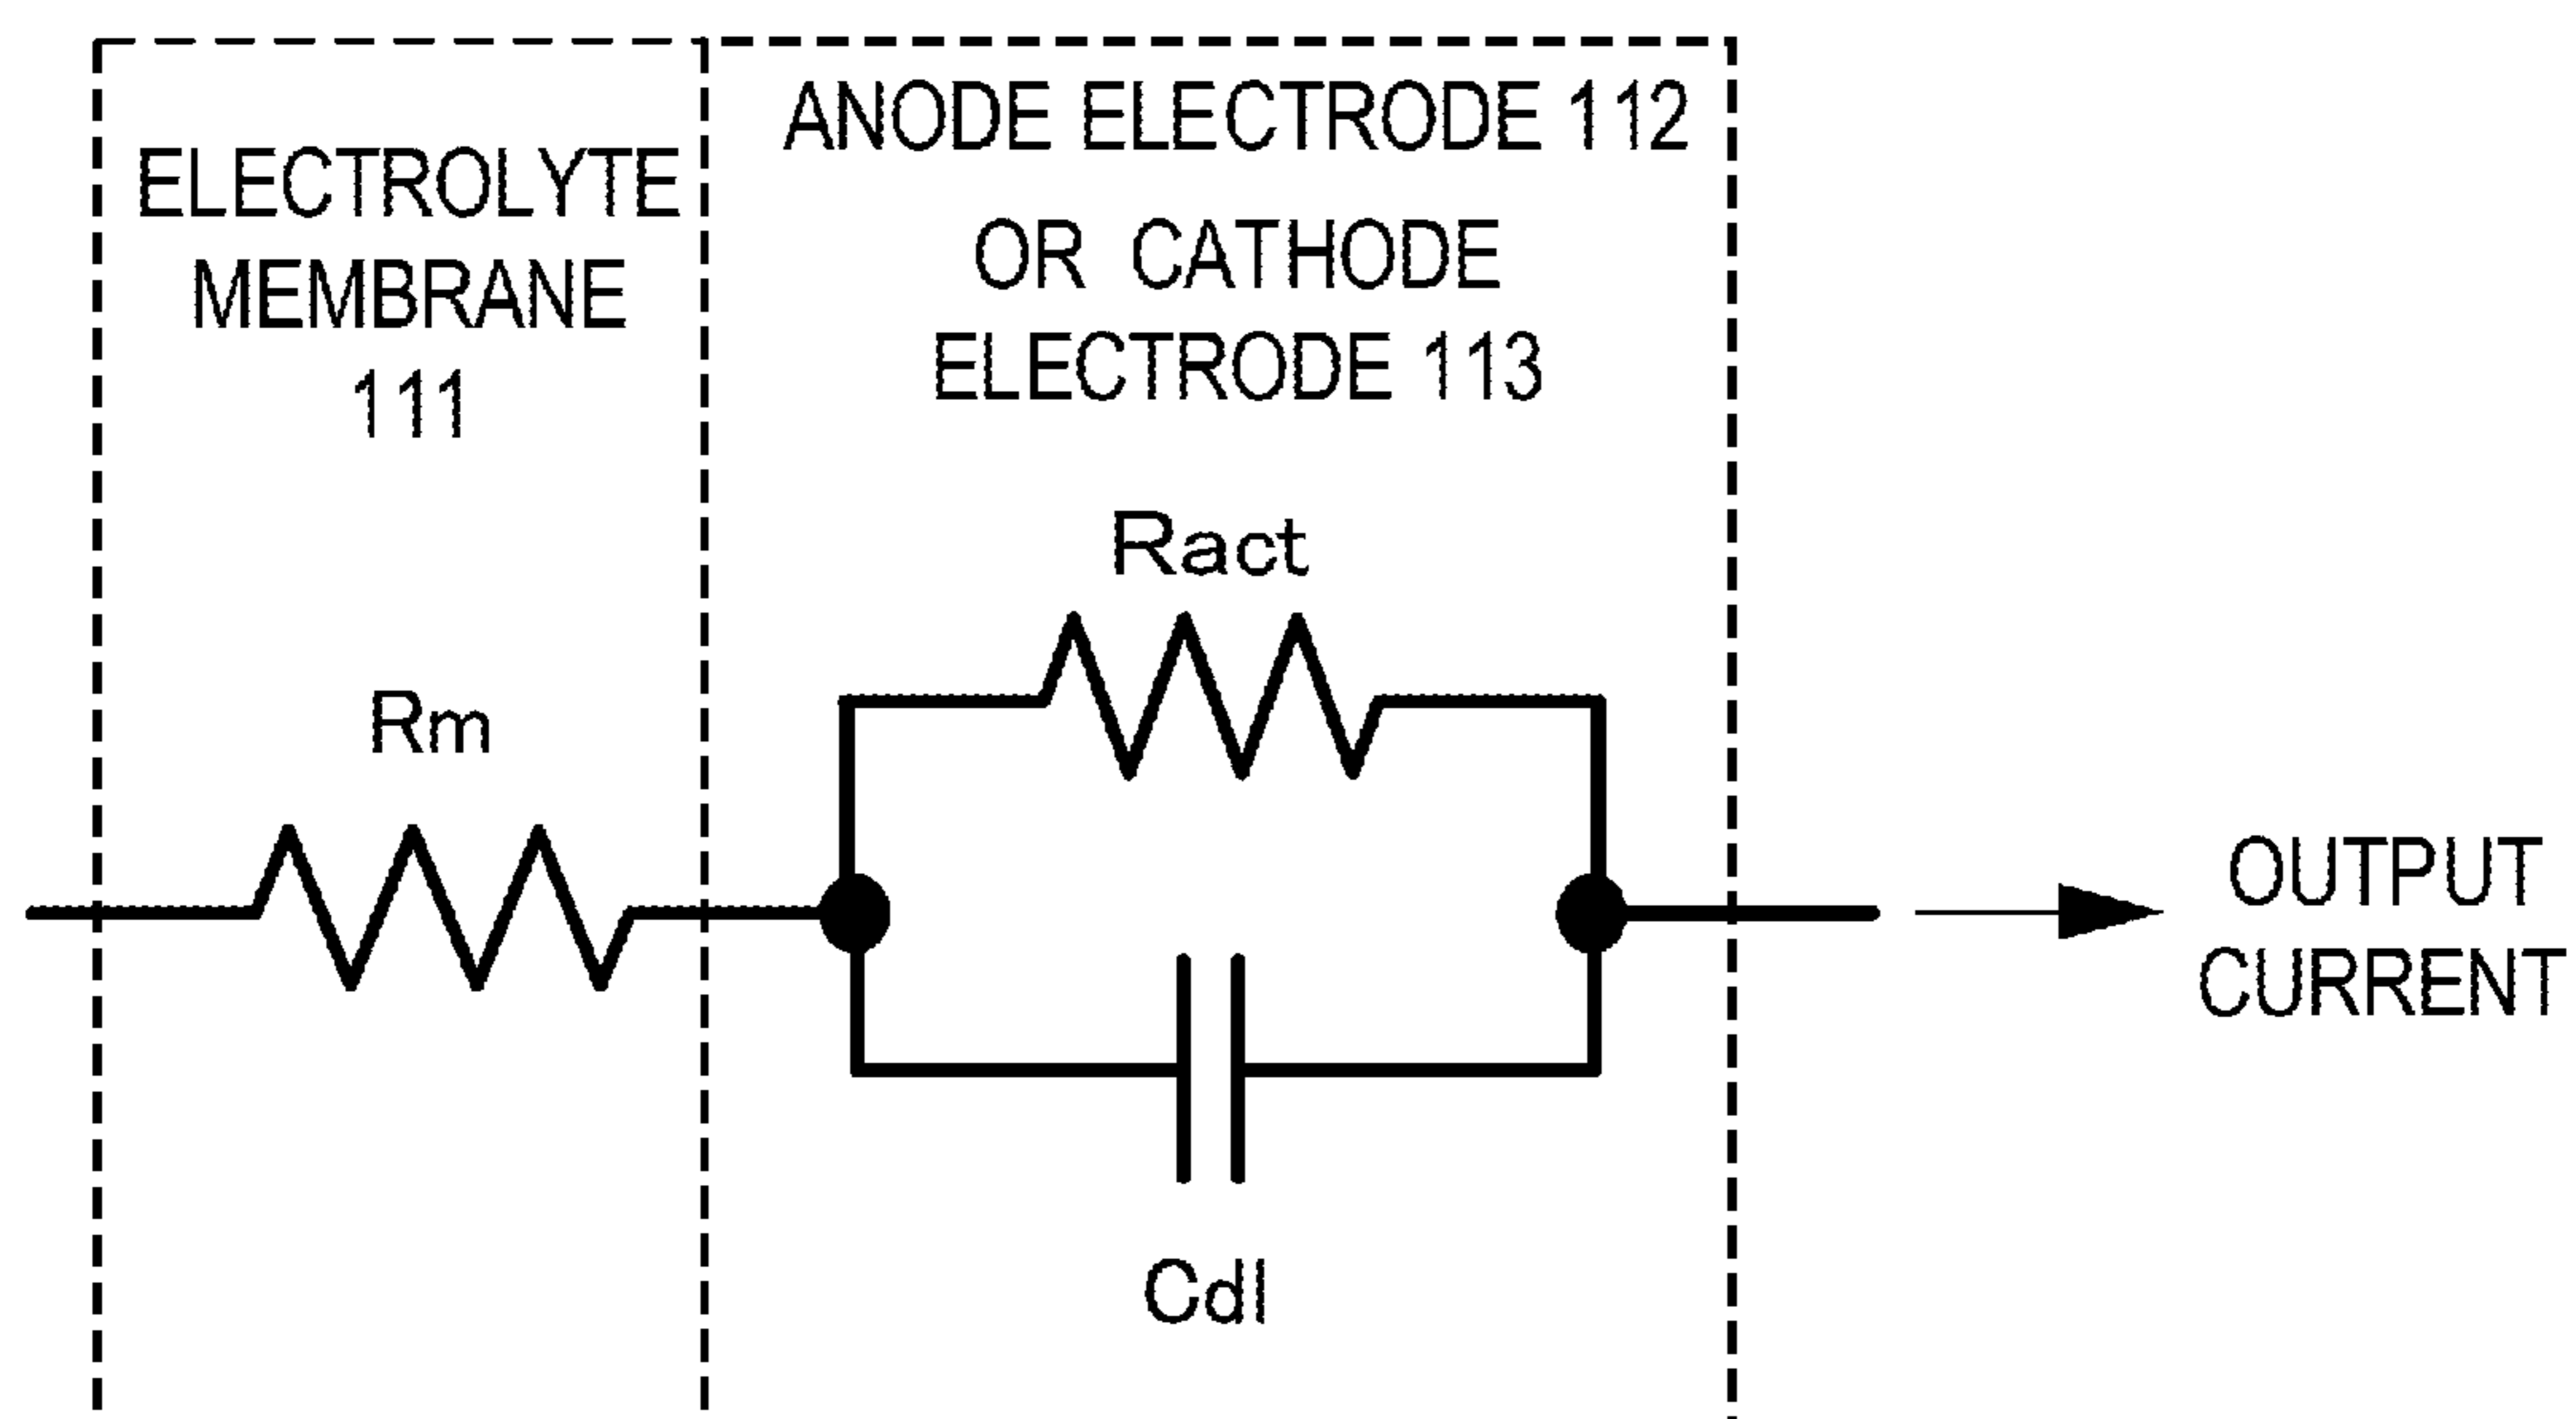 ELECTROLYTE
MEMBRANE
111
ANODE ELECTRODE 112
OR CATHODE
ELECTRODE 113
Ract
Rm
OUTPUT
CURRENT
Cdl